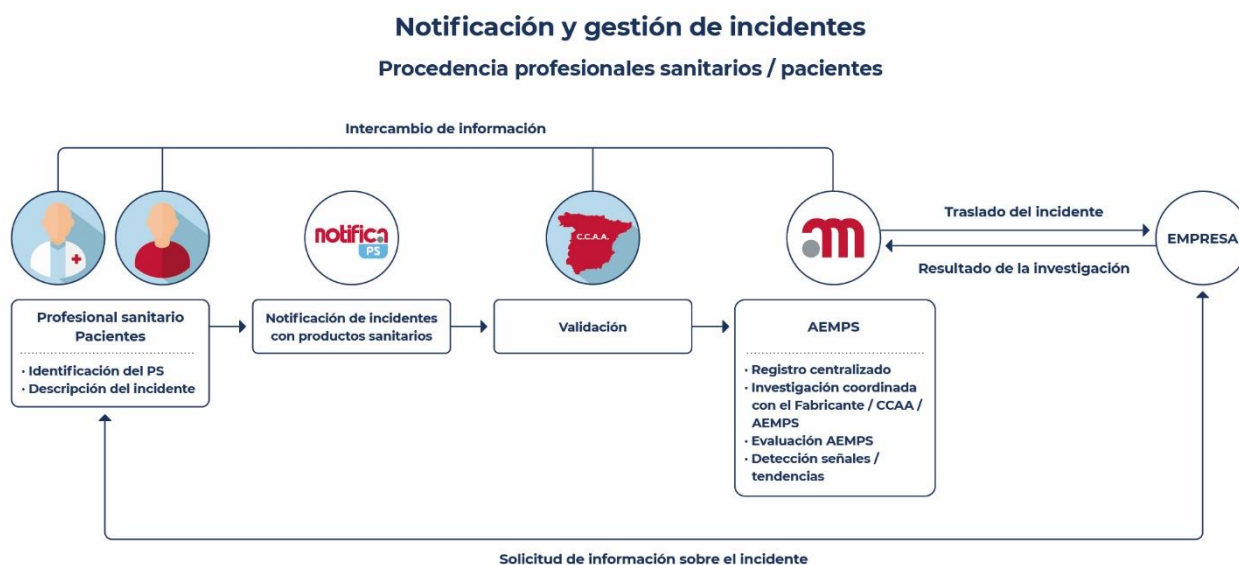 Notificación y gestión de incidentes
Procedencia profesionales sanitarios / pacientes
Intercambio de información
notifica
PS
C.C.A.A.
.m
Traslado del incidente
Resultado de la investigación
EMPRESA
Profesional sanitario
Pacientes
· Identificación del PS
· Descripción del incidente
Notificación de incidentes
con productos sanitarios
Validación
AEMPS
· Registro centralizado
· Investigación coordinada
con el Fabricante / CCAA /
AEMPS
· Evaluación AEMPS
· Detección señales /
tendencias
Solicitud de información sobre el incidente